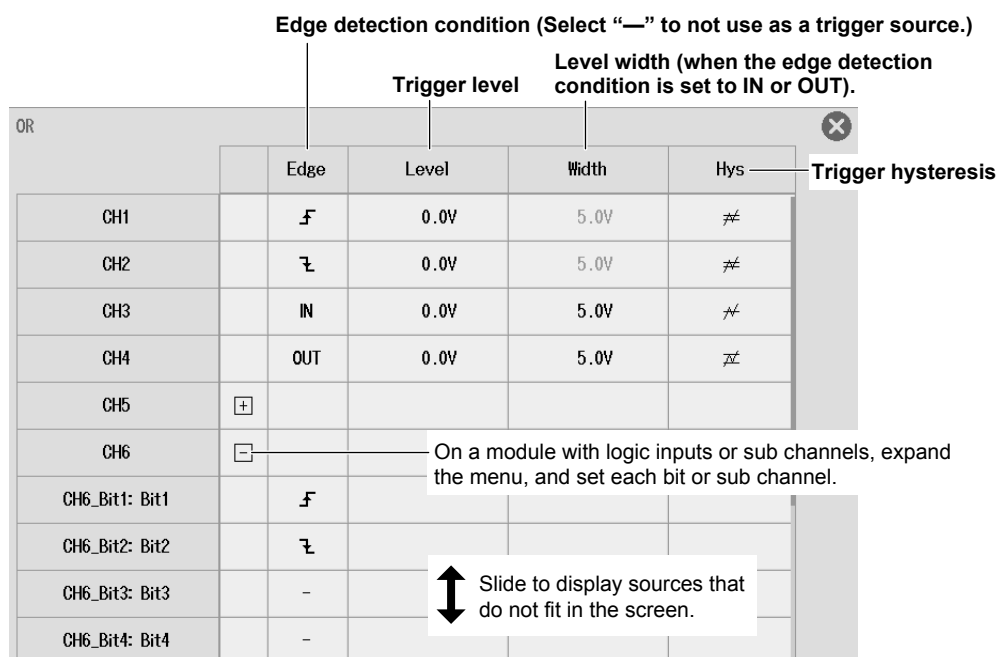 Edge detection condition (Select “—” to not use as a trigger source.)
Level width (when the edge detection
condition is set to IN or OUT).
Trigger level
OR
Edge Level Width Hys
Trigger hysteresis
CH1 0.0V 5.0V
CH2 0.0V 5.0V
CH3 IN 0.0V 5.0V
CH4 OUT 0.0V 5.0V
CH5 +
CH6 -
On a module with logic inputs or sub channels, expand
the menu, and set each bit or sub channel.
CH6_Bit1: Bit1
CH6_Bit2: Bit2
CH6_Bit3: Bit3 -
CH6_Bit4: Bit4 -
Slide to display sources that
do not fit in the screen.